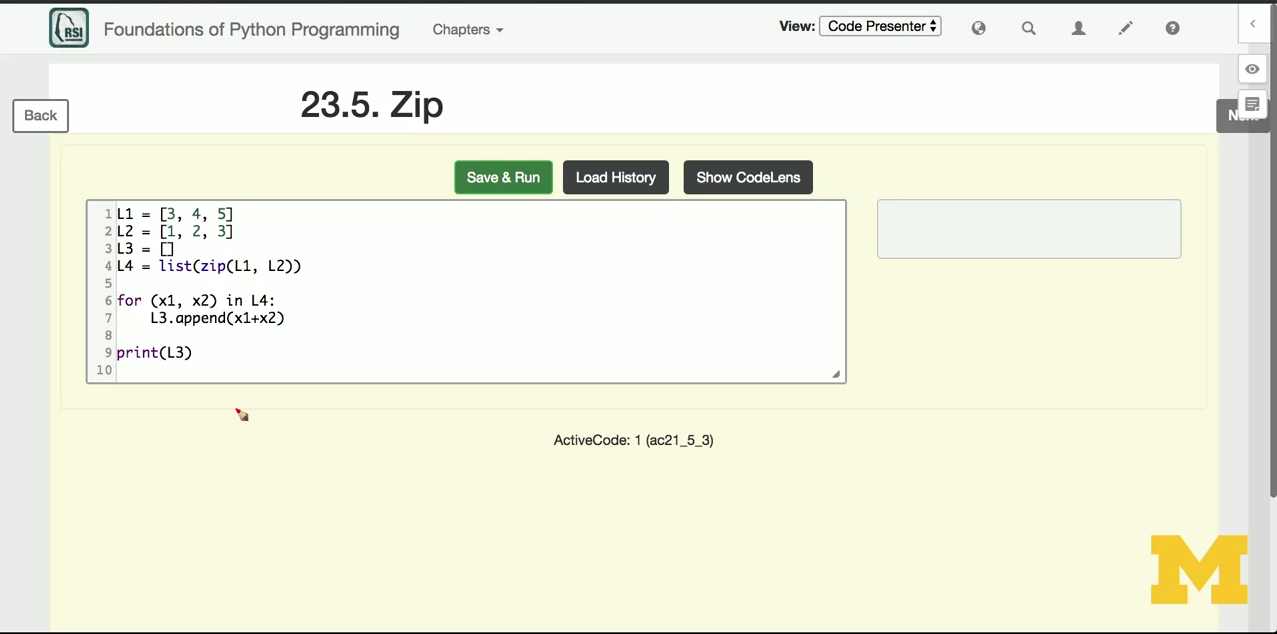 RSI
Foundations of Python Programming
Chapters
View: Code Presenter
23.5. Zip
Back
Save & Run
Load History
Show CodeLens
1 L1 = [3, 4, 5]
2 L2 = [1, 2, 3]
3 L3 = []
4 L4 = list(zip(L1, L2))
5
6 for (x1, x2) in L4:
7     L3.append(x1+x2)
8
9 print(L3)
10
ActiveCode: 1 (ac21_5_3)
M